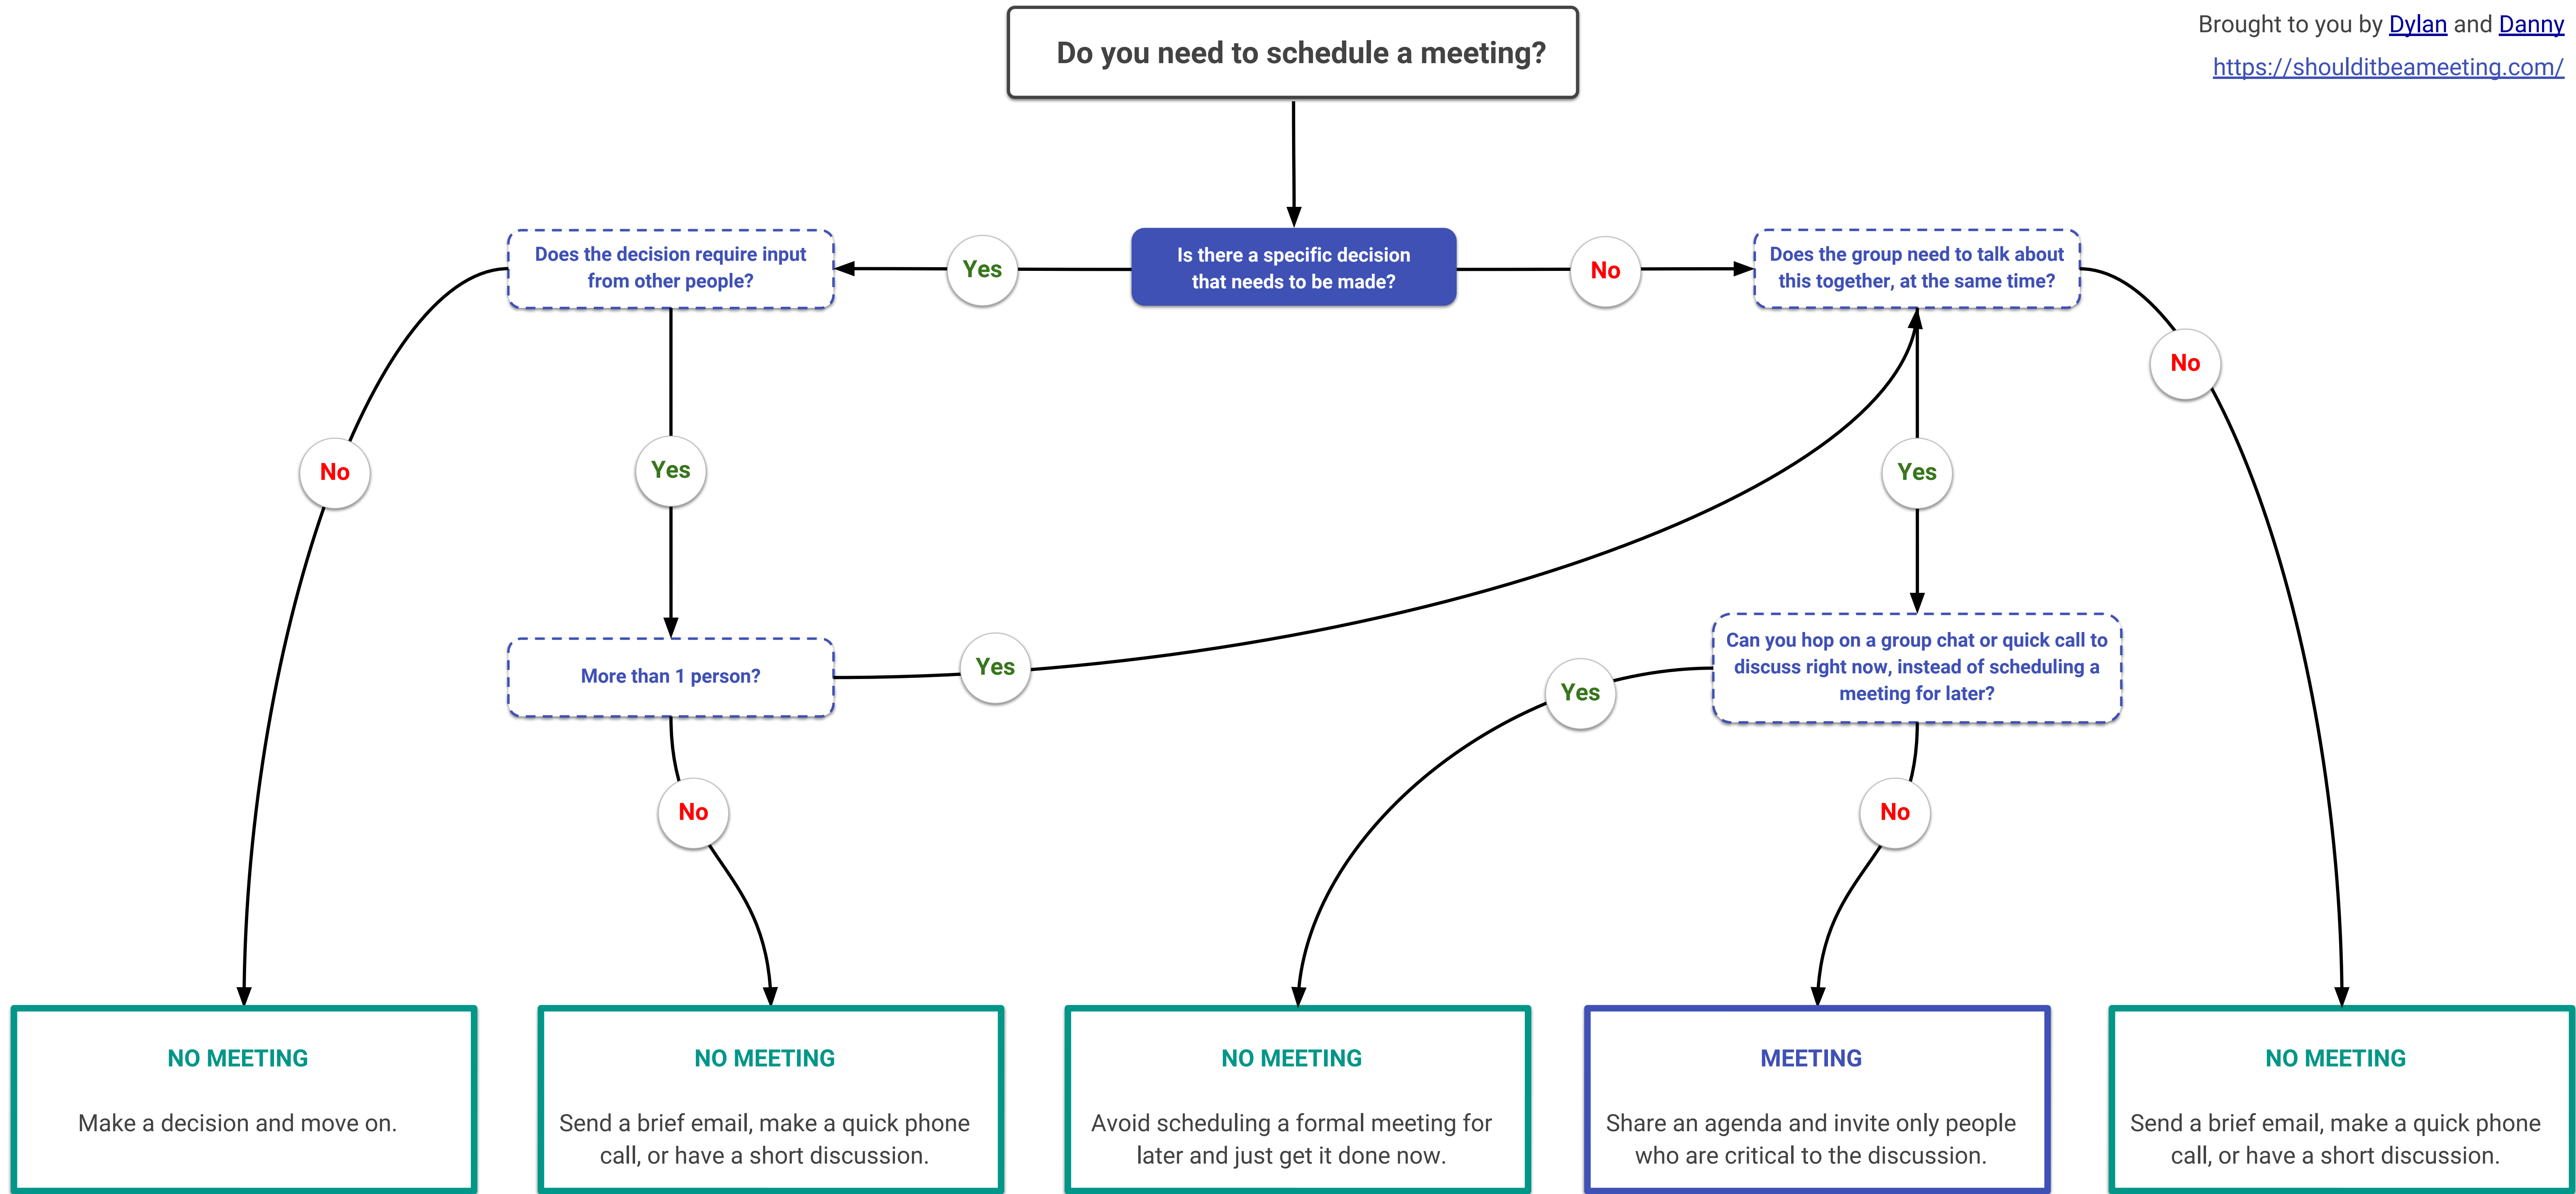 Do you need to schedule a meeting?
Brought to you by Dylan and Danny
https://shoulditbeameeting.com/
Does the decision require input
from other people?
Yes
Is there a specific decision
that needs to be made?
No
Does the group need to talk about
this together, at the same time?
No
No
Yes
Yes
More than 1 person?
Yes
Yes
Can you hop on a group chat or quick call to
discuss right now, instead of scheduling a
meeting for later?
No
No
NO MEETING
Make a decision and move on.
NO MEETING
Send a brief email, make a quick phone
call, or have a short discussion.
NO MEETING
Avoid scheduling a formal meeting for
later and just get it done now.
MEETING
Share an agenda and invite only people
who are critical to the discussion.
NO MEETING
Send a brief email, make a quick phone
call, or have a short discussion.